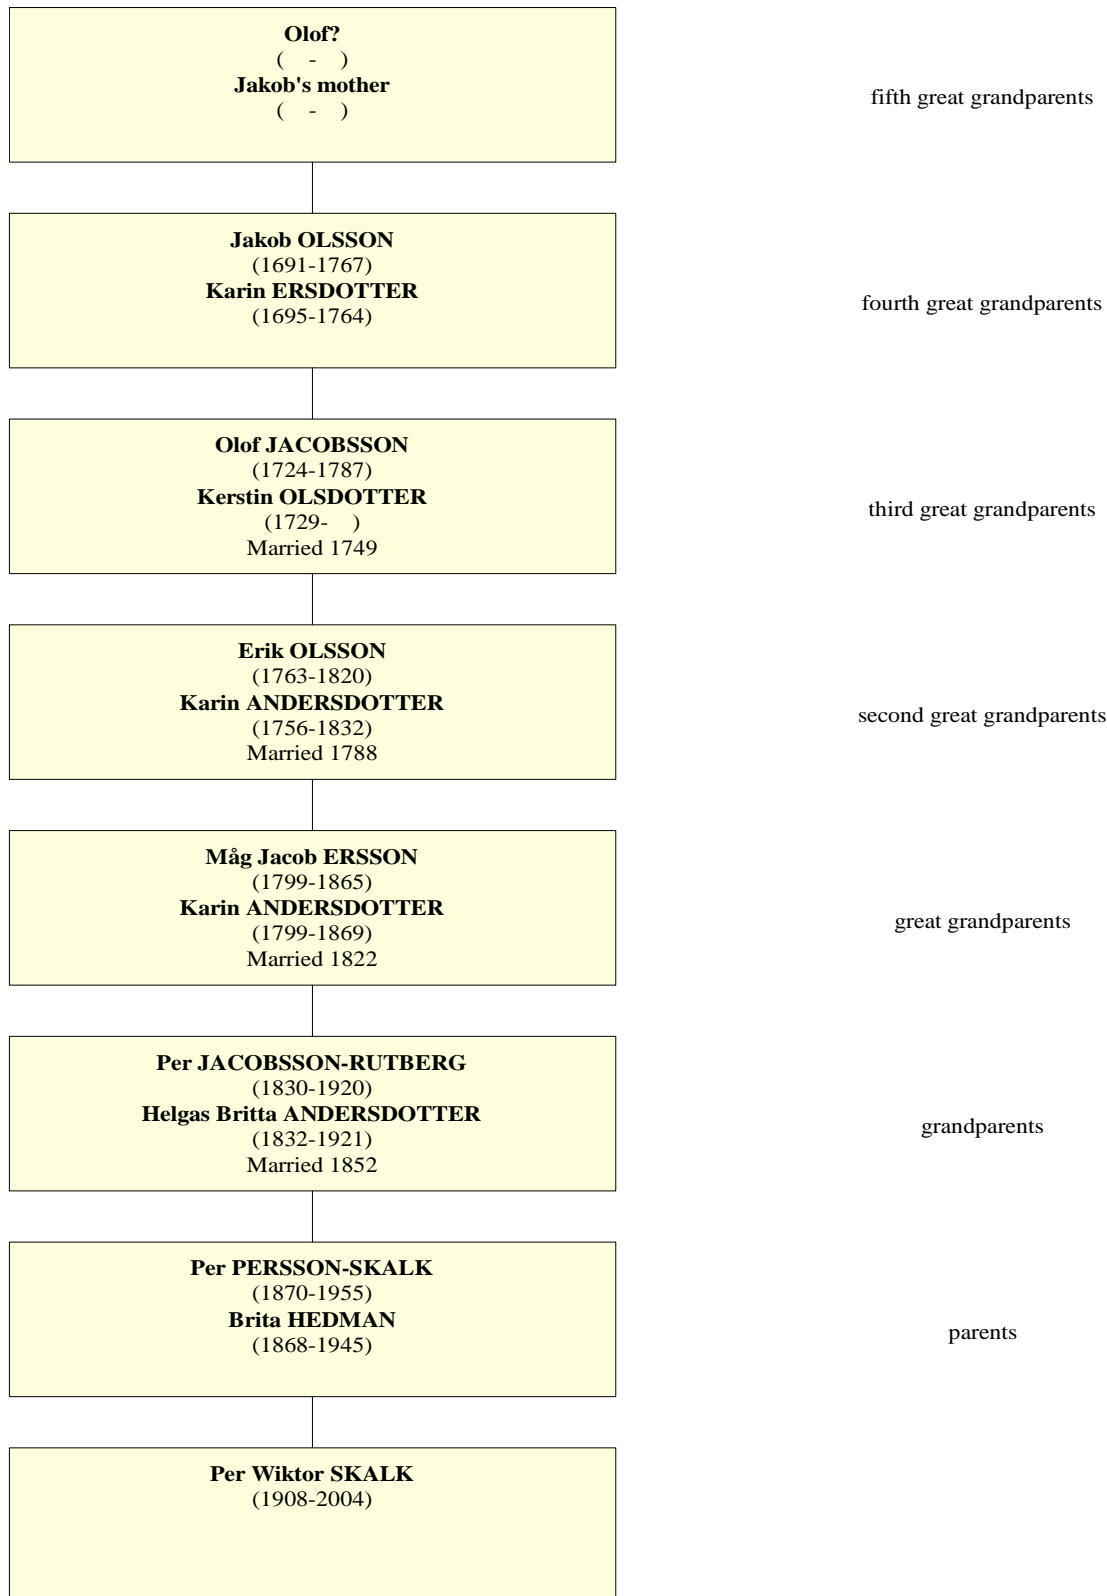 Olof?
( - )
Jakob's mother
( - )
fifth great grandparents
Jakob OLSSON
(1691-1767)
Karin ERSDOTTER
(1695-1764)
fourth great grandparents
Olof JACOBSSON
(1724-1787)
Kerstin OLSDOTTER
(1729- )
Married 1749
third great grandparents
Erik OLSSON
(1763-1820)
Karin ANDERSDOTTER
(1756-1832)
Married 1788
second great grandparents
Måg Jacob ERSSON
(1799-1865)
Karin ANDERSDOTTER
(1799-1869)
Married 1822
great grandparents
Per JACOBSSON-RUTBERG
(1830-1920)
Helgas Britta ANDERSDOTTER
(1832-1921)
Married 1852
grandparents
Per PERSSON-SKALK
(1870-1955)
Brita HEDMAN
(1868-1945)
parents
Per Wiktor SKALK
(1908-2004)